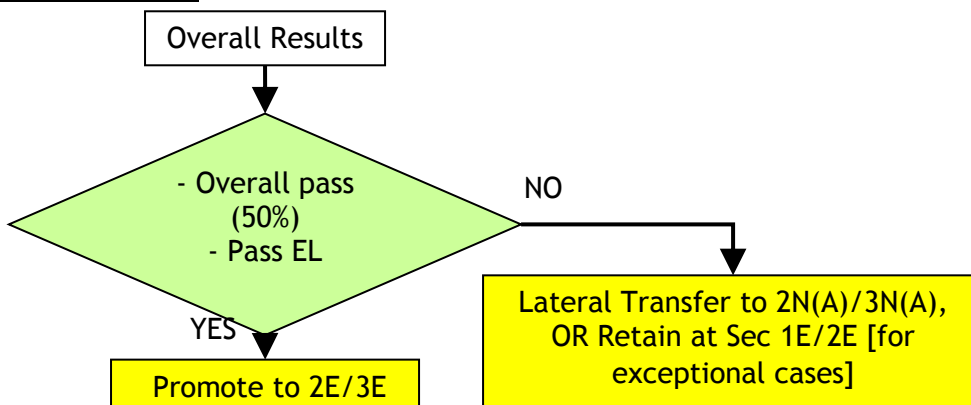 Overall Results
- Overall pass
(50%)
- Pass EL
NO
YES
Lateral Transfer to 2N(A)/3N(A),
OR Retain at Sec 1E/2E [for
exceptional cases]
Promote to 2E/3E